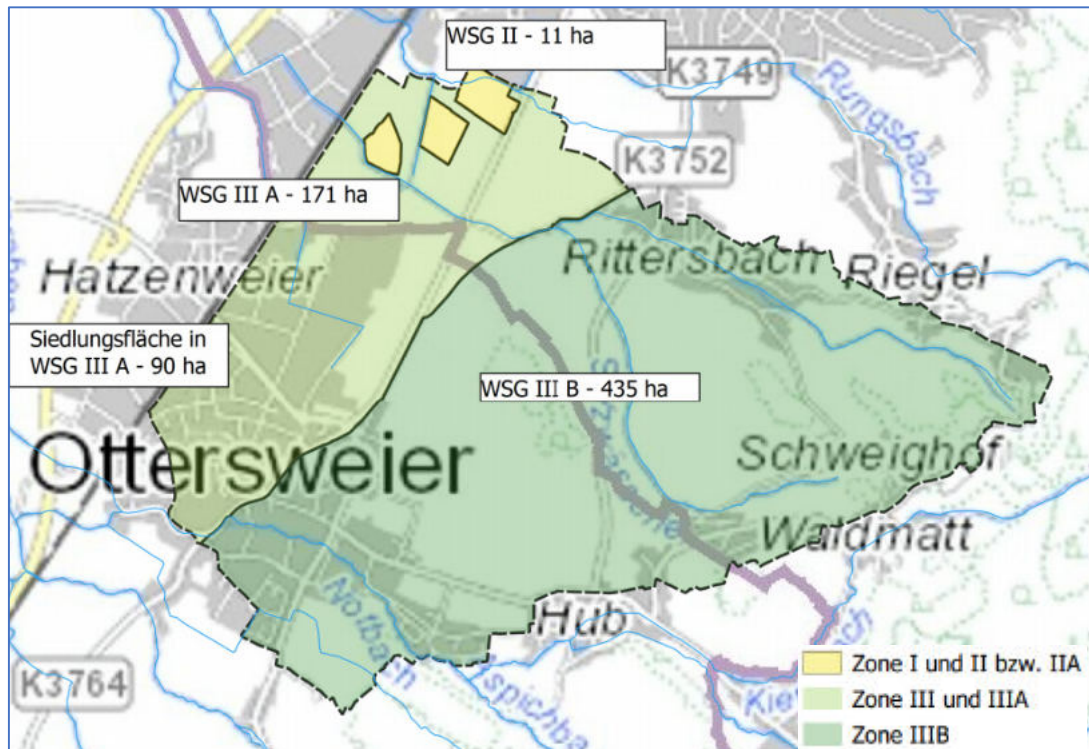 WSG II - 11 ha
K3749
Rungsbach
K3752
WSG III A - 171 ha
Hatzenweier
Rittersbach
Riegel
Siedlungsfläche in
WSG III A - 90 ha
WSG III B - 435 ha
Ottersweier
Schweighof
Waldmatt
Hub
Notbach
K3764
Zone I und II bzw. IIA
Zone III und IIIA
Zone IIIB